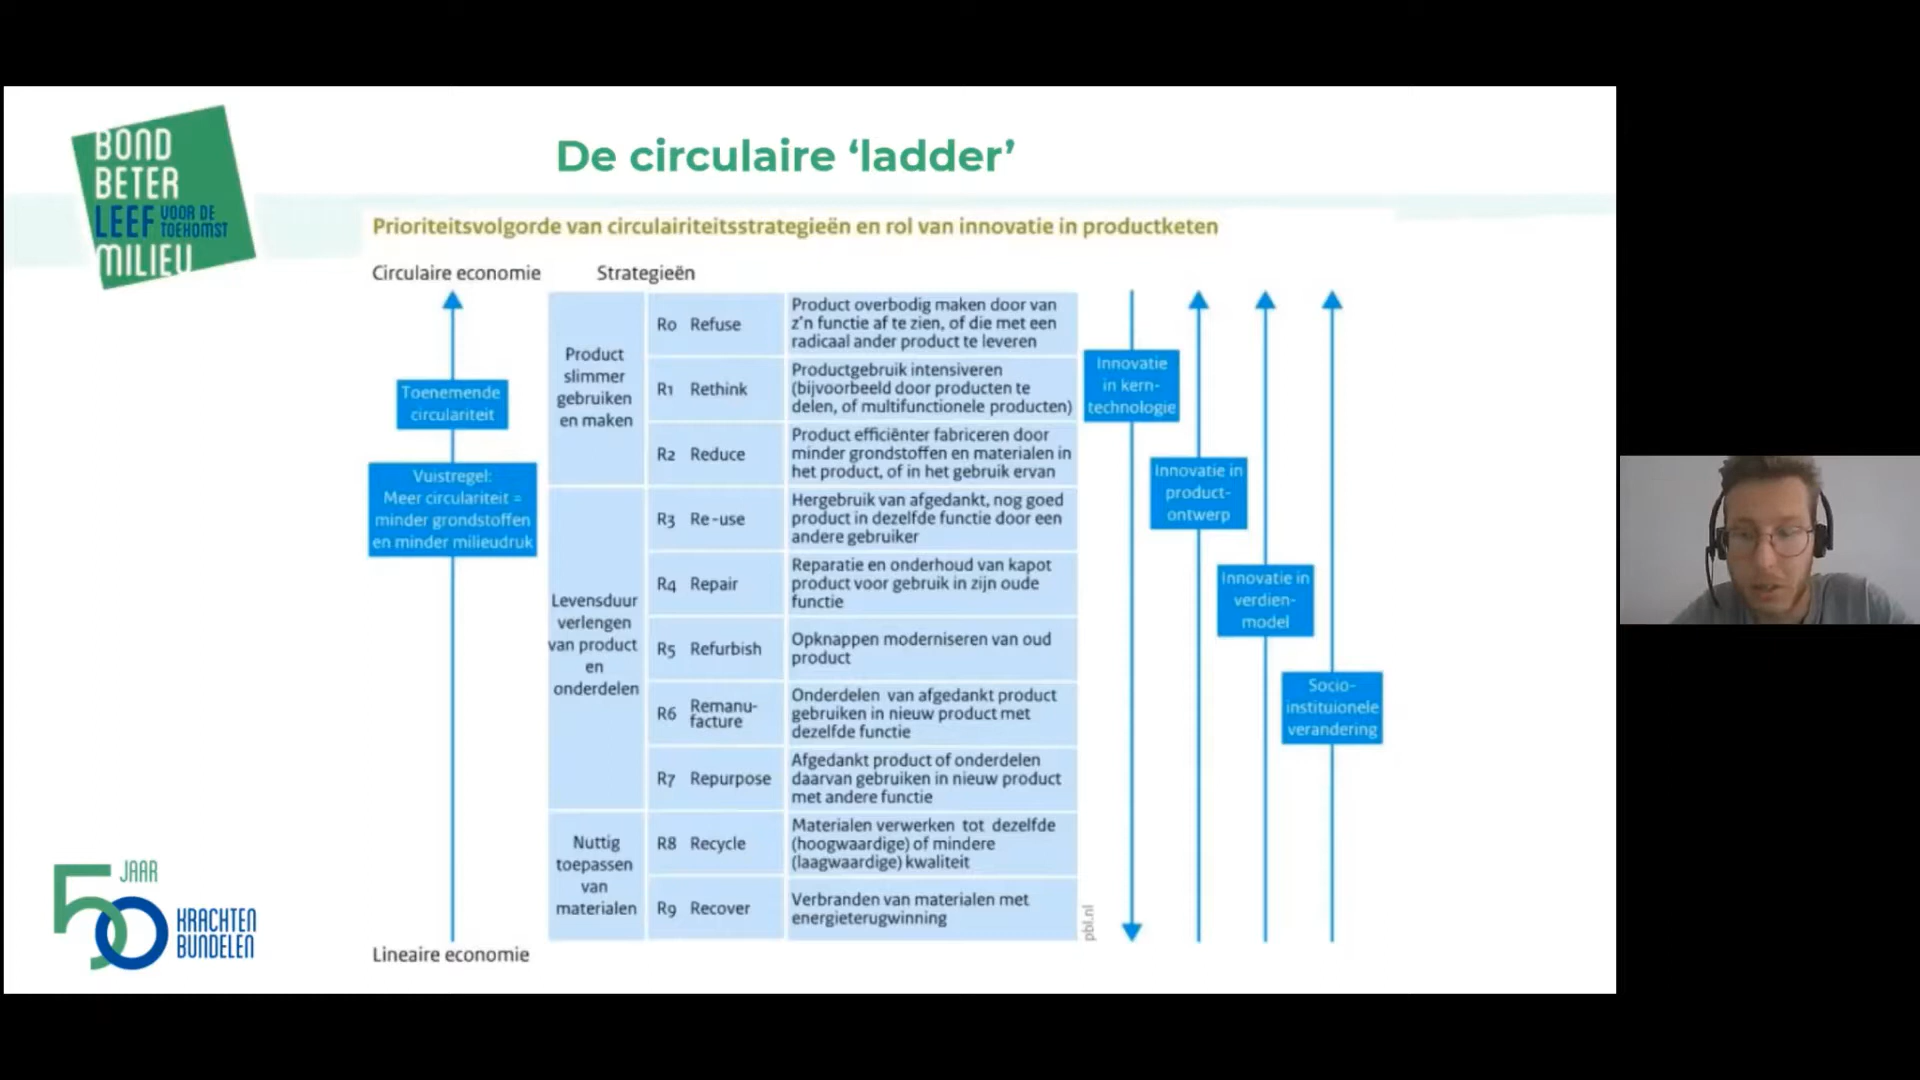 BOND
BETER
LEEF VOOR DE TOEKOMST
MILIEU
De circulaire ‘ladder’
Prioriteitsvolgorde van circulairiteitsstrategieën en rol van innovatie in productketen
Circulaire economie
Strategieën
Toenemende
circulariteit
Vuistregel:
Meer circulariteit =
minder grondstoffen
en minder milieudruk
Lineaire economie
Product
slimmer
gebruiken
en maken
R0 Refuse
Product overbodig maken door van
z'n functie af te zien, of die met een
radicaal ander product te leveren
R1 Rethink
Productgebruik intensiveren
(bijvoorbeeld door producten te
delen, of multifunctionele producten)
R2 Reduce
Product efficiënter fabriceren door
minder grondstoffen en materialen in
het product, of in het gebruik ervan
Levensduur
verlengen
van product
en
onderdelen
R3 Re-use
Hergebruik van afgedankt, nog goed
product in dezelfde functie door een
andere gebruiker
R4 Repair
Reparatie en onderhoud van kapot
product voor gebruik in zijn oude
functie
R5 Refurbish
Opknappen moderniseren van oud
product
R6 Remanu-
facture
Onderdelen van afgedankt product
gebruiken in nieuw product met
dezelfde functie
R7 Repurpose
Afgedankt product of onderdelen
daarvan gebruiken in nieuw product
met andere functie
Nuttig
toepassen
van
materialen
R8 Recycle
Materialen verwerken tot dezelfde
(hoogwaardige) of mindere
(laagwaardige) kwaliteit
R9 Recover
Verbranden van materialen met
energieterugwinning
pbl.nl
Innovatie
in kern-
technologie
Innovatie in
product-
ontwerp
Innovatie in
verdien-
model
Socio-
instituionele
verandering
50 JAAR
KRACHTEN
BUNDELEN